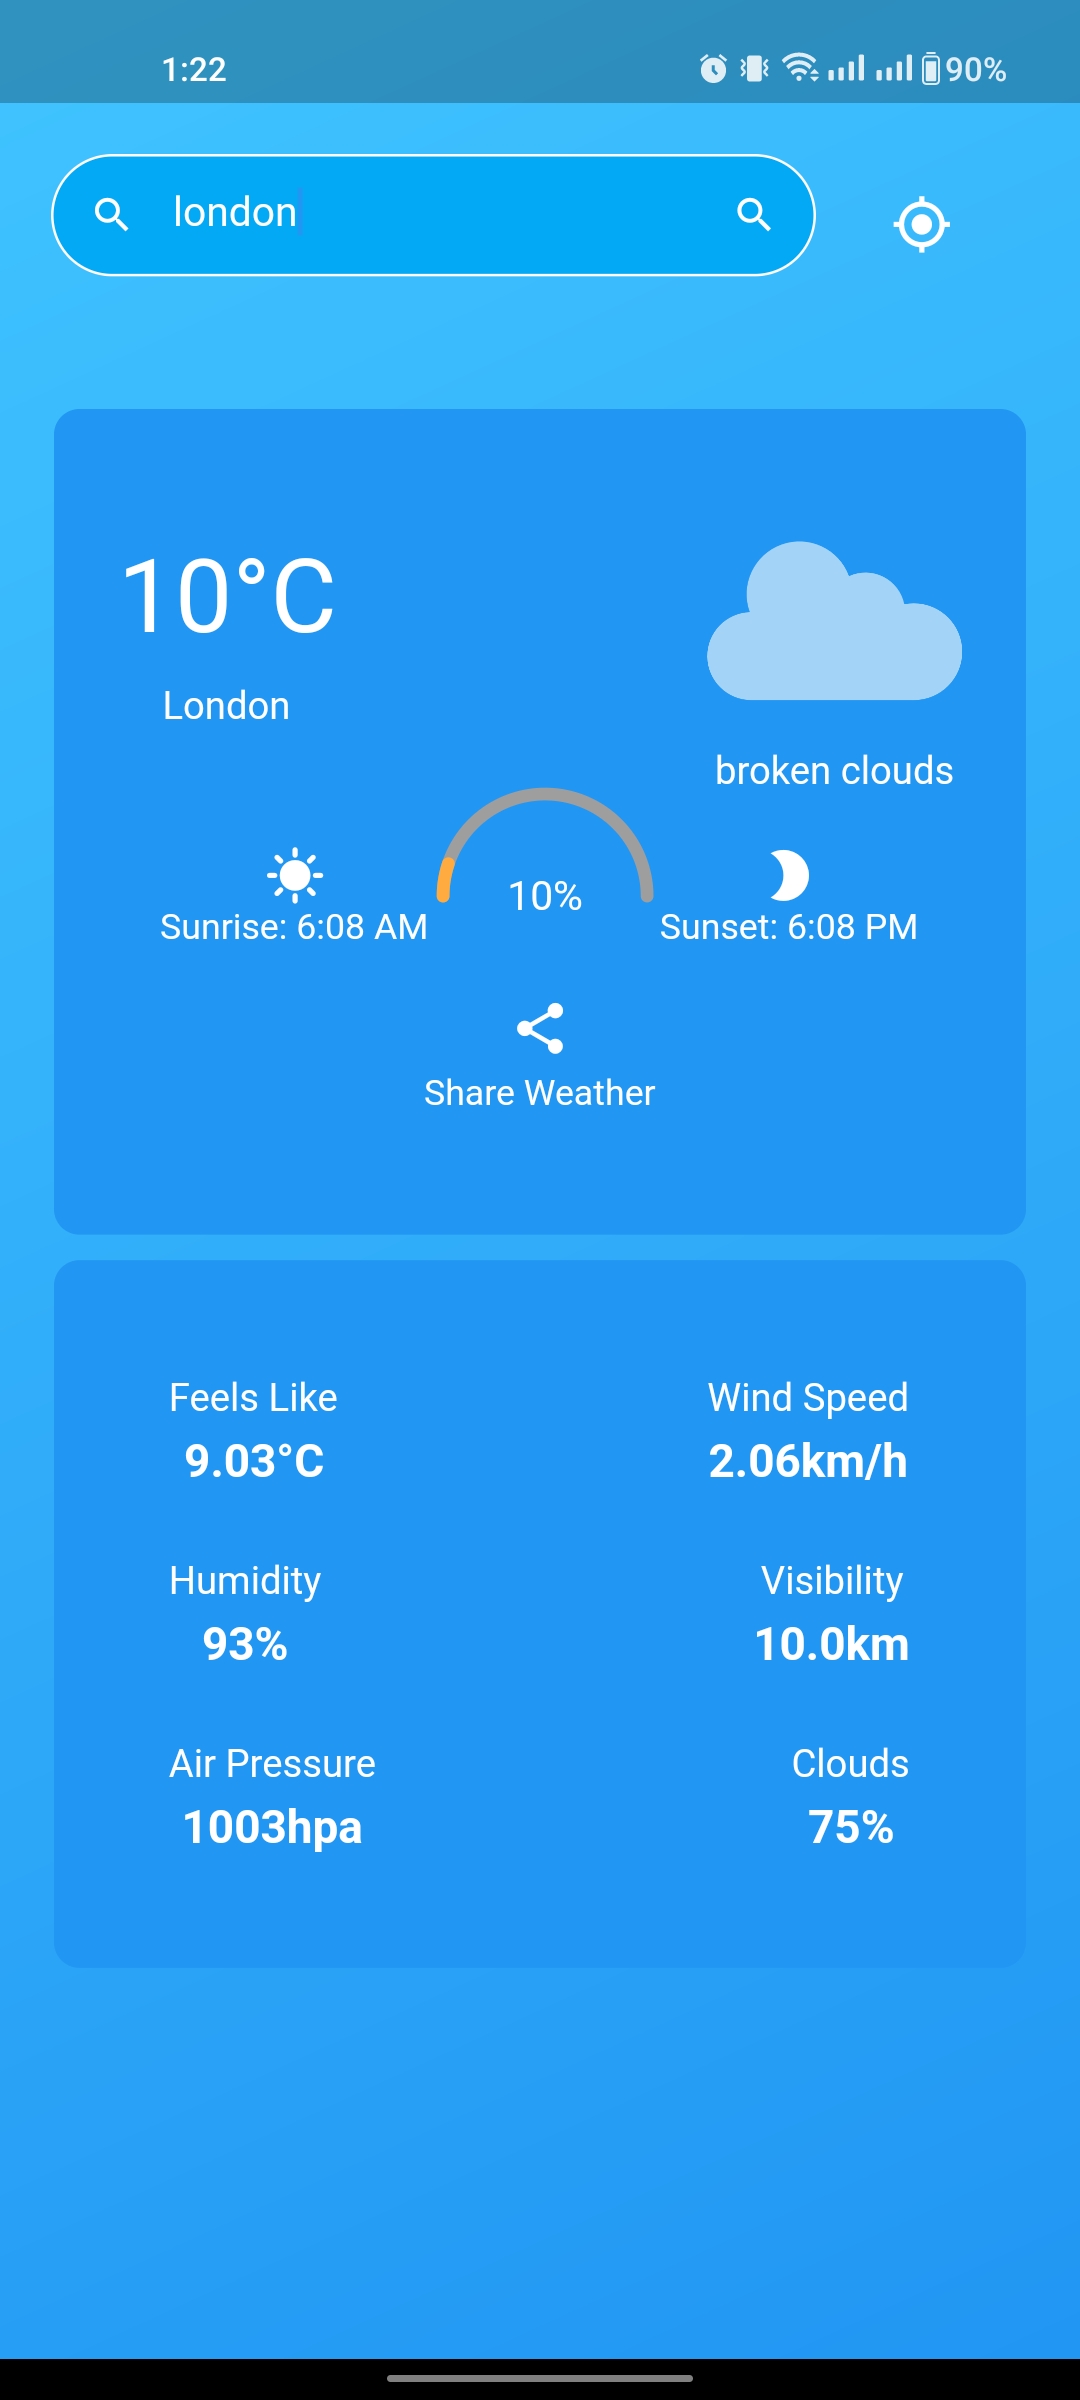 1:22
90%
london
10°C
London
broken clouds
10%
Sunrise: 6:08 AM
Sunset: 6:08 PM
Share Weather
Feels Like
Wind Speed
9.03°C
2.06km/h
Humidity
Visibility
93%
10.0km
Air Pressure
Clouds
1003hpa
75%